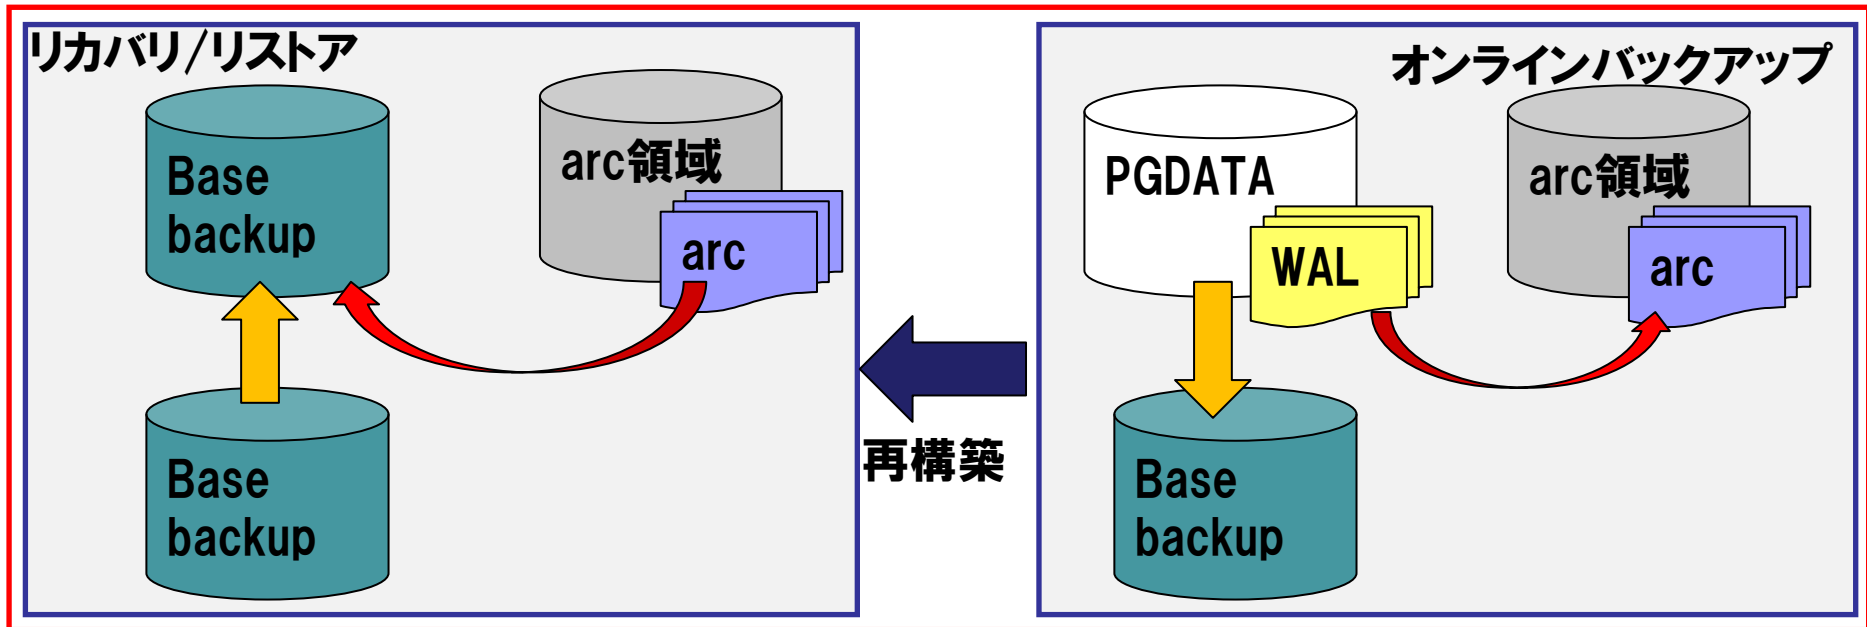 リカバリ/リストア
Base
backup
arc領域
arc
Base
backup
再構築
オンラインバックアップ
PGDATA
WAL
arc領域
arc
Base
backup